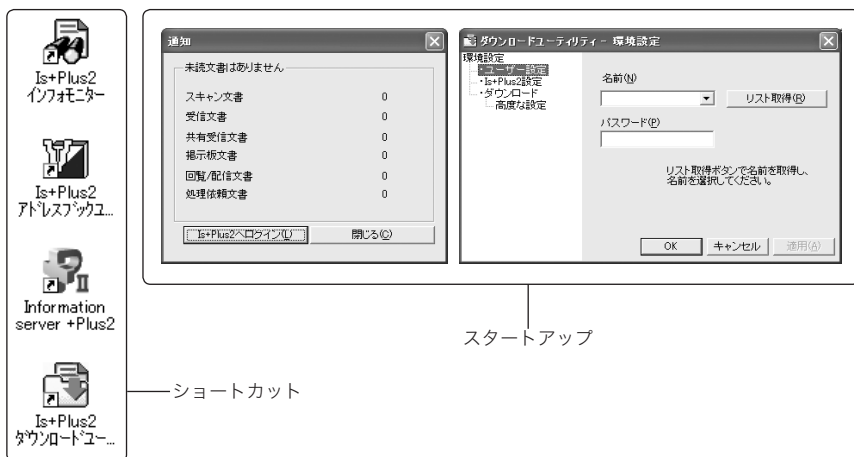 Is+Plus2
インフォモニター
Is+Plus2
アドレスブックユ...
Information
server +Plus2
Is+Plus2
ダウンロードユー...
通知
未読文書はありません
スキャン文書 0
受信文書 0
共有受信文書 0
掲示板文書 0
回覧/配信文書 0
処理依頼文書 0
Is+Plus2へログイン(L)
閉じる(C)
ダウンロードユーティリティ - 環境設定
環境設定
ユーザー設定
Is+Plus2設定
ダウンロード
高度な設定
名前(N)
リスト取得(R)
パスワード(P)
リスト取得ボタンで名前を取得し、
名前を選択してください。
OK
キャンセル
適用(A)
スタートアップ
ショートカット